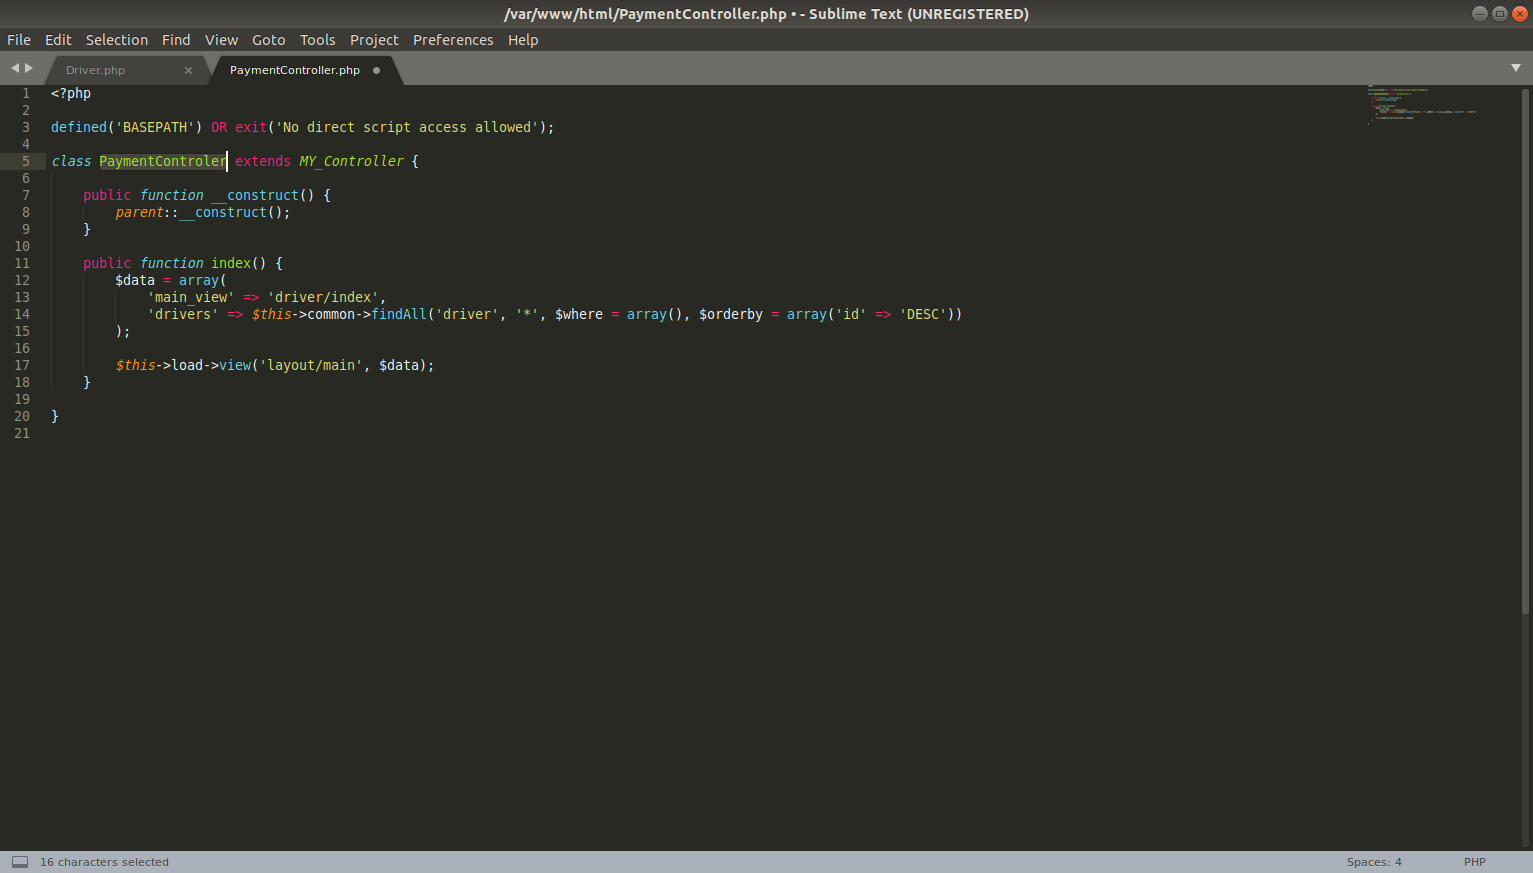 /var/www/html/PaymentController.php • - Sublime Text (UNREGISTERED)
File Edit Selection Find View Goto Tools Project Preferences Help
Driver.php × PaymentController.php
1 <?php
2
3 defined('BASEPATH') OR exit('No direct script access allowed');
4
5 class PaymentControler extends MY_Controller {
6
7     public function __construct() {
8         parent::__construct();
9     }
10
11     public function index() {
12         $data = array(
13             'main_view' => 'driver/index',
14             'drivers' => $this->common->findAll('driver', '*', $where = array(), $orderby = array('id' => 'DESC'))
15         );
16
17         $this->load->view('layout/main', $data);
18     }
19
20 }
21
16 characters selected Spaces: 4 PHP